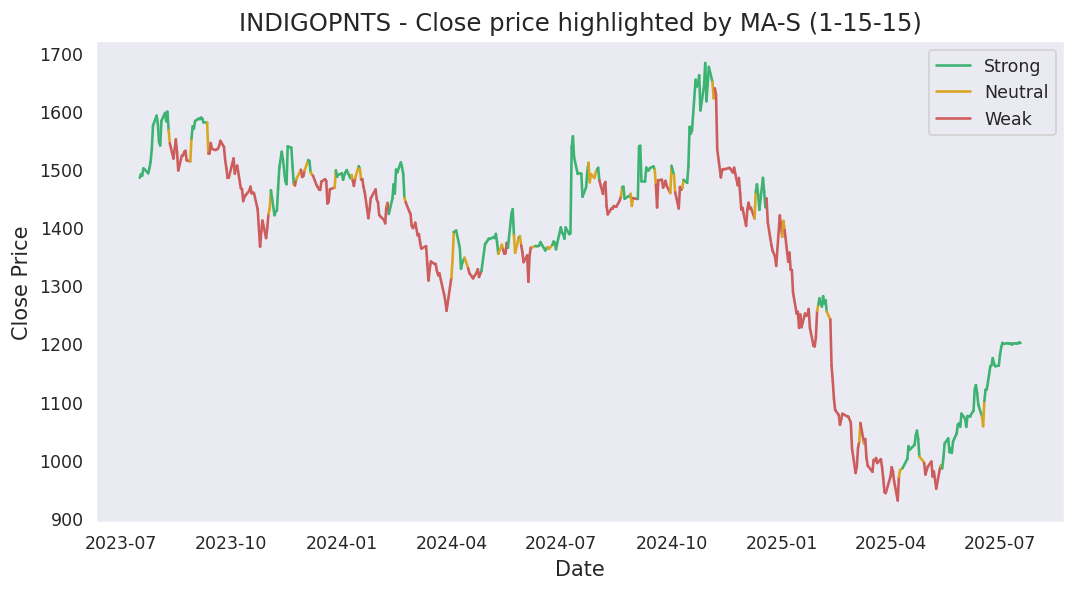 INDIGOPNTS - Close price highlighted by MA-S (1-15-15)
Strong
Neutral
Weak
Close Price
1700
1600
1500
1400
1300
1200
1100
1000
900
2023-07 2023-10 2024-01 2024-04 2024-07 2024-10 2025-01 2025-04 2025-07
Date